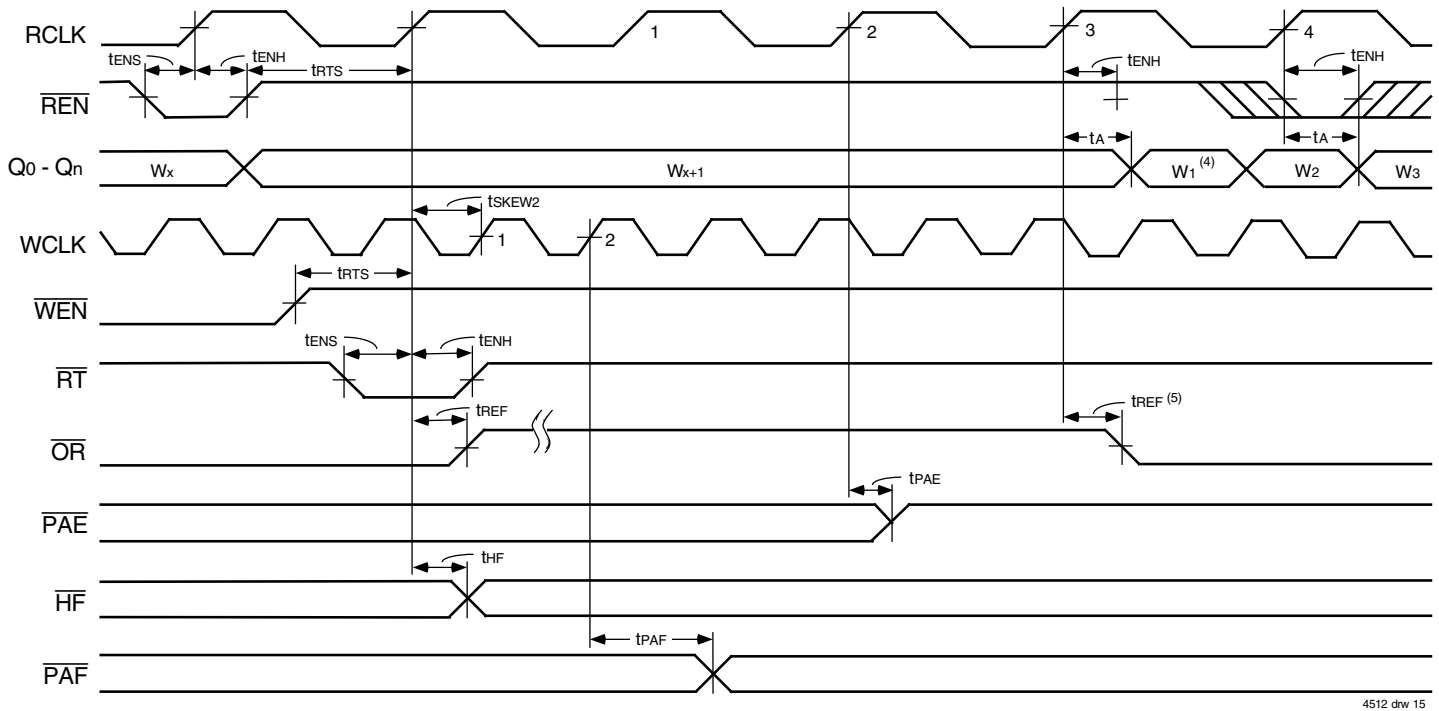 RCLK 1 2 3 4
tENS tENH tRTS tENH tENH
REN
tA tA
Q0 - Qn Wx Wx+1 W1 (4) W2 W3
tSKEW2
WCLK 1 2
tRTS
WEN
tENS tENH
RT
tREF tREF (5)
OR
tPAE
PAE
tHF
HF
tPAF
PAF
4512 drw 15